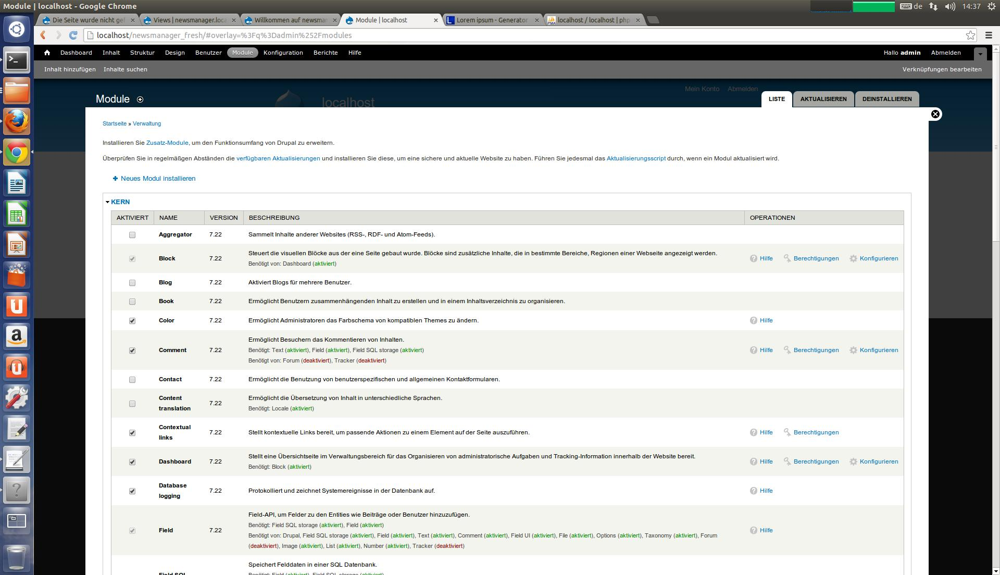 Module | localhost - Google Chrome
de 14:37
Die Seite wurde nicht gef
Views | newsmanager.loca
Willkommen auf newsman
Module | localhost
Lorem ipsum - Generator
localhost / localhost | php
localhost/newsmanager_fresh/#overlay=%3Fq%3Dadmin%252Fmodules
Dashboard Inhalt Struktur Design Benutzer Module Konfiguration Berichte Hilfe
Hallo admin Abmelden
Inhalt hinzufügen Inhalte suchen
Verknüpfungen bearbeiten
Mein Konto Abmelden
Module
localhost
LISTE AKTUALISIEREN DEINSTALLIEREN
Startseite » Verwaltung
Installieren Sie Zusatz-Module, um den Funktionsumfang von Drupal zu erweitern.
Überprüfen Sie in regelmäßgen Abständen die verfügbaren Aktualisierungen und installieren Sie diese, um eine sichere und aktuelle Website zu haben. Führen Sie jedesmal das Aktualisierungsscript durch, wenn ein Modul aktualisiert wird.
Neues Modul installieren
KERN
AKTIVIERT NAME VERSION BESCHREIBUNG OPERATIONEN
Aggregator 7.22 Sammelt Inhalte anderer Websites (RSS-, RDF- und Atom-Feeds).
Block 7.22 Steuert die visuellen Blöcke aus der eine Seite gebaut wurde. Blöcke sind zusätzliche Inhalte, die in bestimmte Bereiche, Regionen einer Webseite angezeigt werden.
Benötigt von: Dashboard (aktiviert)
Hilfe Berechtigungen Konfigurieren
Blog 7.22 Aktiviert Blogs für mehrere Benutzer.
Book 7.22 Ermöglicht Benutzern zusammenhängenden Inhalt zu erstellen und in einem Inhaltsverzeichnis zu organisieren.
Color 7.22 Ermöglicht Administratoren das Farbschema von kompatiblen Themes zu ändern. Hilfe
Comment 7.22 Ermöglicht Besuchern das Kommentieren von Inhalten.
Benötigt: Text (aktiviert), Field (aktiviert), Field SQL storage (aktiviert)
Benötigt von: Forum (deaktiviert), Tracker (deaktiviert)
Hilfe Berechtigungen Konfigurieren
Contact 7.22 Ermöglicht die Benutzung von benutzerspezifischen und allgemeinen Kontaktformularen.
Content translation 7.22 Ermöglicht die Übersetzung von Inhalt in unterschiedliche Sprachen.
Benötigt: Locale (aktiviert)
Contextual links 7.22 Stellt kontextuelle Links bereit, um passende Aktionen zu einem Element auf der Seite auszuführen. Hilfe Berechtigungen
Dashboard 7.22 Stellt eine Übersichtseite im Verwaltungsbereich für das Organisieren von administratorische Aufgaben und Tracking-Information innerhalb der Website bereit.
Benötigt: Block (aktiviert)
Hilfe Berechtigungen Konfigurieren
Database logging 7.22 Protokolliert und zeichnet Systemereignisse in der Datenbank auf. Hilfe
Field 7.22 Field-API, um Felder zu den Entities wie Beiträge oder Benutzer hinzuzufügen.
Benötigt: Field SQL storage (aktiviert), Field (aktiviert)
Benötigt von: Drupal, Field SQL storage (aktiviert), Field (aktiviert), Text (aktiviert), Comment (aktiviert), Field UI (aktiviert), File (aktiviert), Options (aktiviert), Taxonomy (aktiviert), Forum
(deaktiviert), Image (aktiviert), List (aktiviert), Number (aktiviert), Tracker (deaktiviert)
Hilfe
Speichert Felddaten in einer SQL Datenbank.
Field SQL
Benötigt: Field (aktiviert), Field SQL storage (aktiviert)